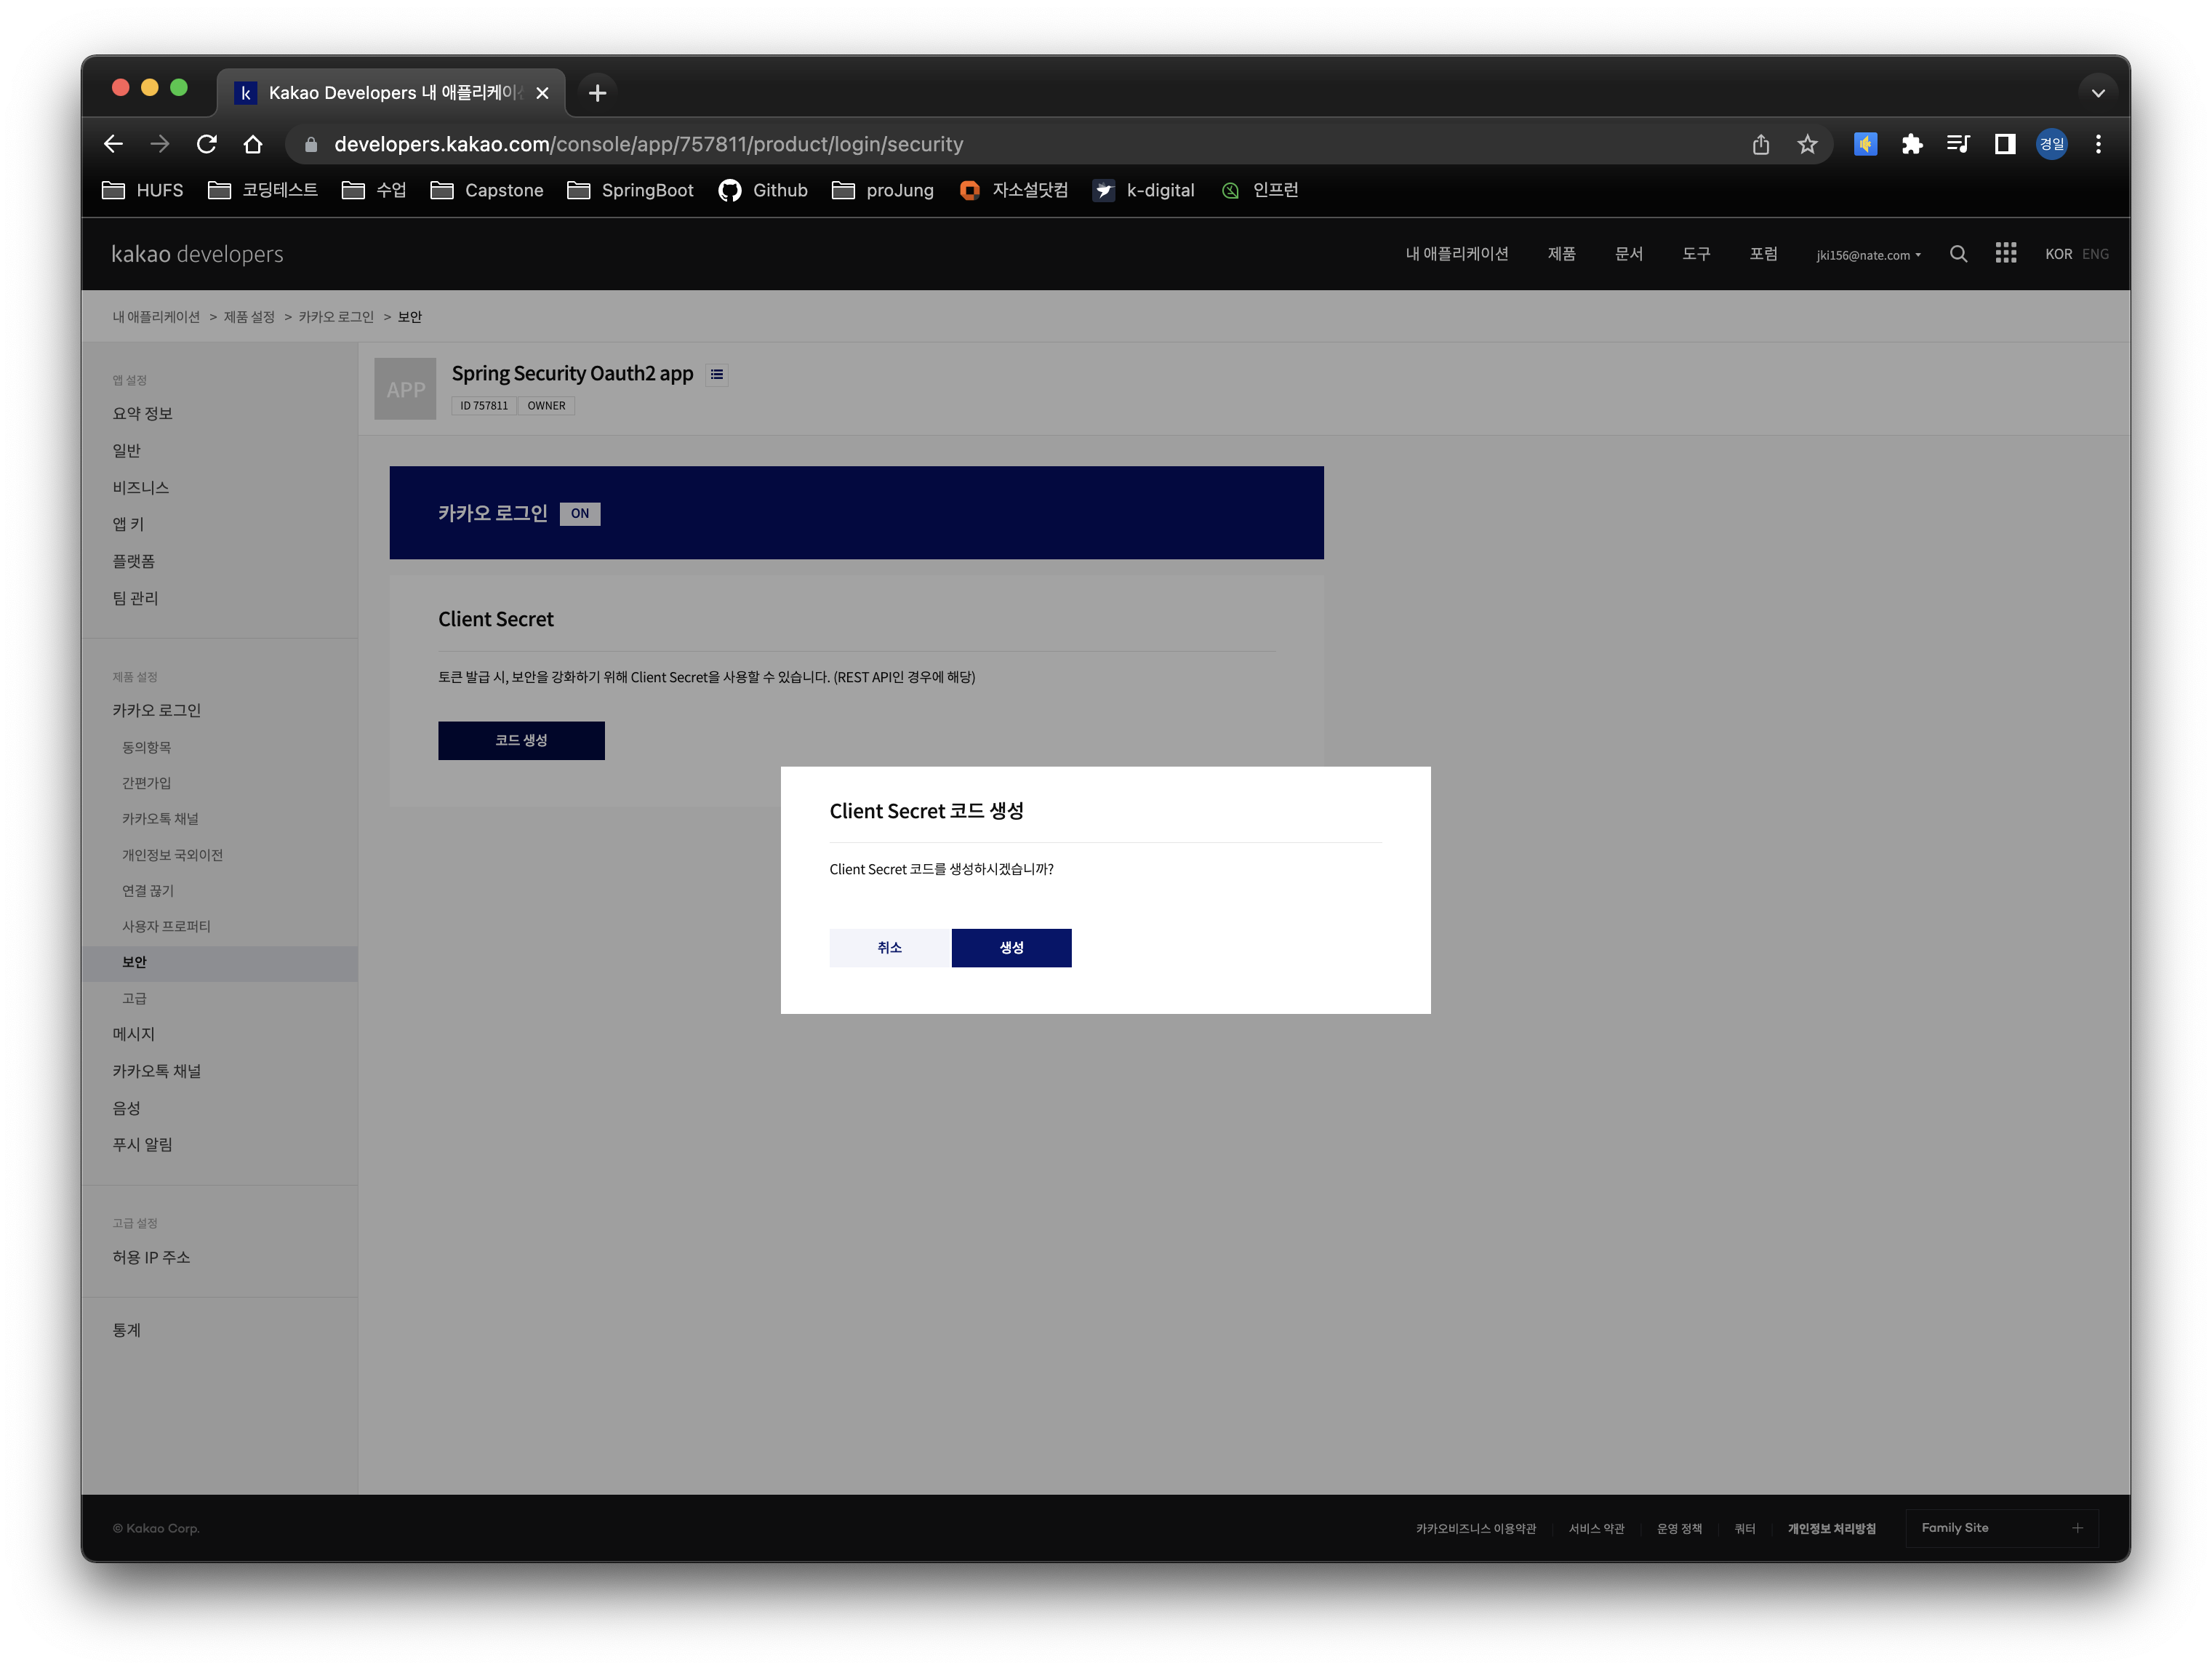 Kakao Developers 내 애플리케이
developers.kakao.com/console/app/757811/product/login/security
경일
HUFS 코딩테스트 수업 Capstone SpringBoot Github proJung 자소설닷컴 k-digital 인프런
kakao developers 내 애플리케이션 제품 문서 도구 포럼 jki156@nate.com KOR ENG
내 애플리케이션 > 제품 설정 > 카카오 로그인 > 보안
앱 설정
요약 정보
일반
비즈니스
앱 키
플랫폼
팀 관리
제품 설정
카카오 로그인
동의항목
간편가입
카카오톡 채널
개인정보 국외이전
연결 끊기
사용자 프로퍼티
보안
고급
메시지
카카오톡 채널
음성
푸시 알림
고급 설정
허용 IP 주소
통계
APP
Spring Security Oauth2 app
ID 757811 OWNER
카카오 로그인 ON
Client Secret
토큰 발급 시, 보안을 강화하기 위해 Client Secret을 사용할 수 있습니다. (REST API인 경우에 해당)
코드 생성
Client Secret 코드 생성
Client Secret 코드를 생성하시겠습니까?
취소 생성
© Kakao Corp. 카카오비즈니스 이용약관 서비스 약관 운영 정책 쿼터 개인정보 처리방침 Family Site